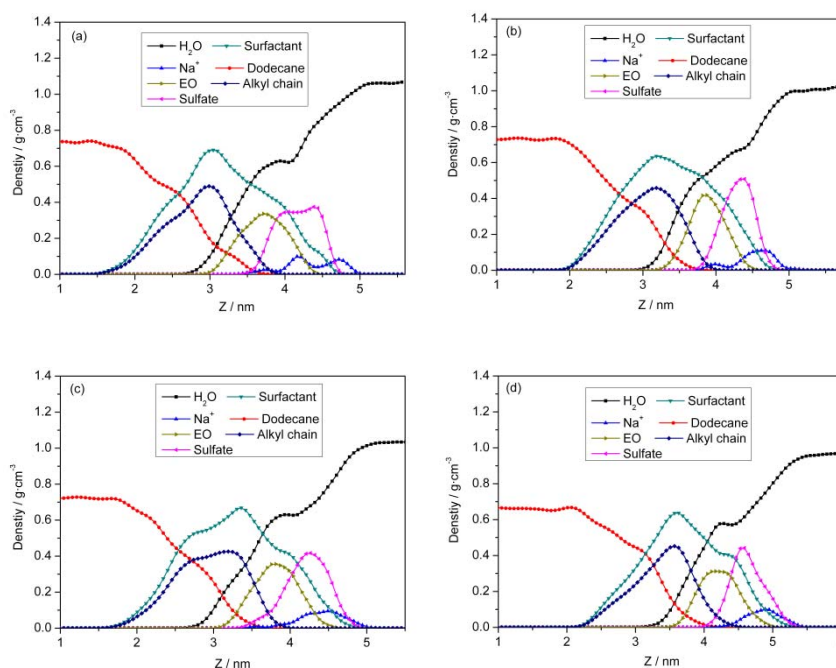 (a)
H₂O Surfactant
Na⁺ Dodecane
EO Alkyl chain
Sulfate
Denstiy / g·cm⁻³
1.4
1.2
1.0
0.8
0.6
0.4
0.2
0.0
1 2 3 4 5
Z / nm
(b)
H₂O Surfactant
Na⁺ Dodecane
EO Alkyl chain
Sulfate
Denstiy / g·cm⁻³
1.4
1.2
1.0
0.8
0.6
0.4
0.2
0.0
1 2 3 4 5
Z / nm
(c)
H₂O Surfactant
Na⁺ Dodecane
EO Alkyl chain
Sulfate
Denstiy / g·cm⁻³
1.4
1.2
1.0
0.8
0.6
0.4
0.2
0.0
1 2 3 4 5
Z / nm
(d)
H₂O Surfactant
Na⁺ Dodecane
EO Alkyl chain
Sulfate
Denstiy / g·cm⁻³
1.4
1.2
1.0
0.8
0.6
0.4
0.2
0.0
1 2 3 4 5
Z / nm